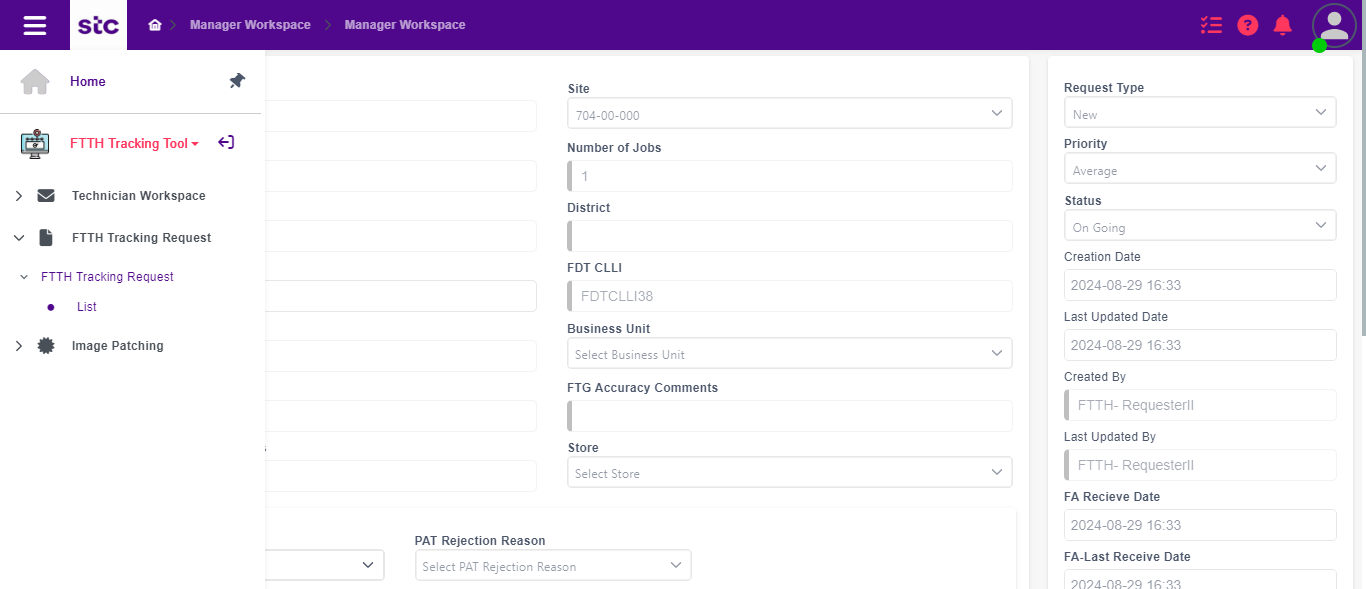 stc
Manager Workspace
Manager Workspace
Home
FTTH Tracking Tool
Technician Workspace
FTTH Tracking Request
FTTH Tracking Request
List
Image Patching
Site
704-00-000
Number of Jobs
1
District
FDT CLLI
FDTCLLI38
Business Unit
Select Business Unit
FTG Accuracy Comments
Store
Select Store
PAT Rejection Reason
Select PAT Rejection Reason
Request Type
New
Priority
Average
Status
On Going
Creation Date
2024-08-29 16:33
Last Updated Date
2024-08-29 16:33
Created By
FTTH- RequesterII
Last Updated By
FTTH- RequesterII
FA Recieve Date
2024-08-29 16:33
FA-Last Receive Date
2024-08-29 16:33